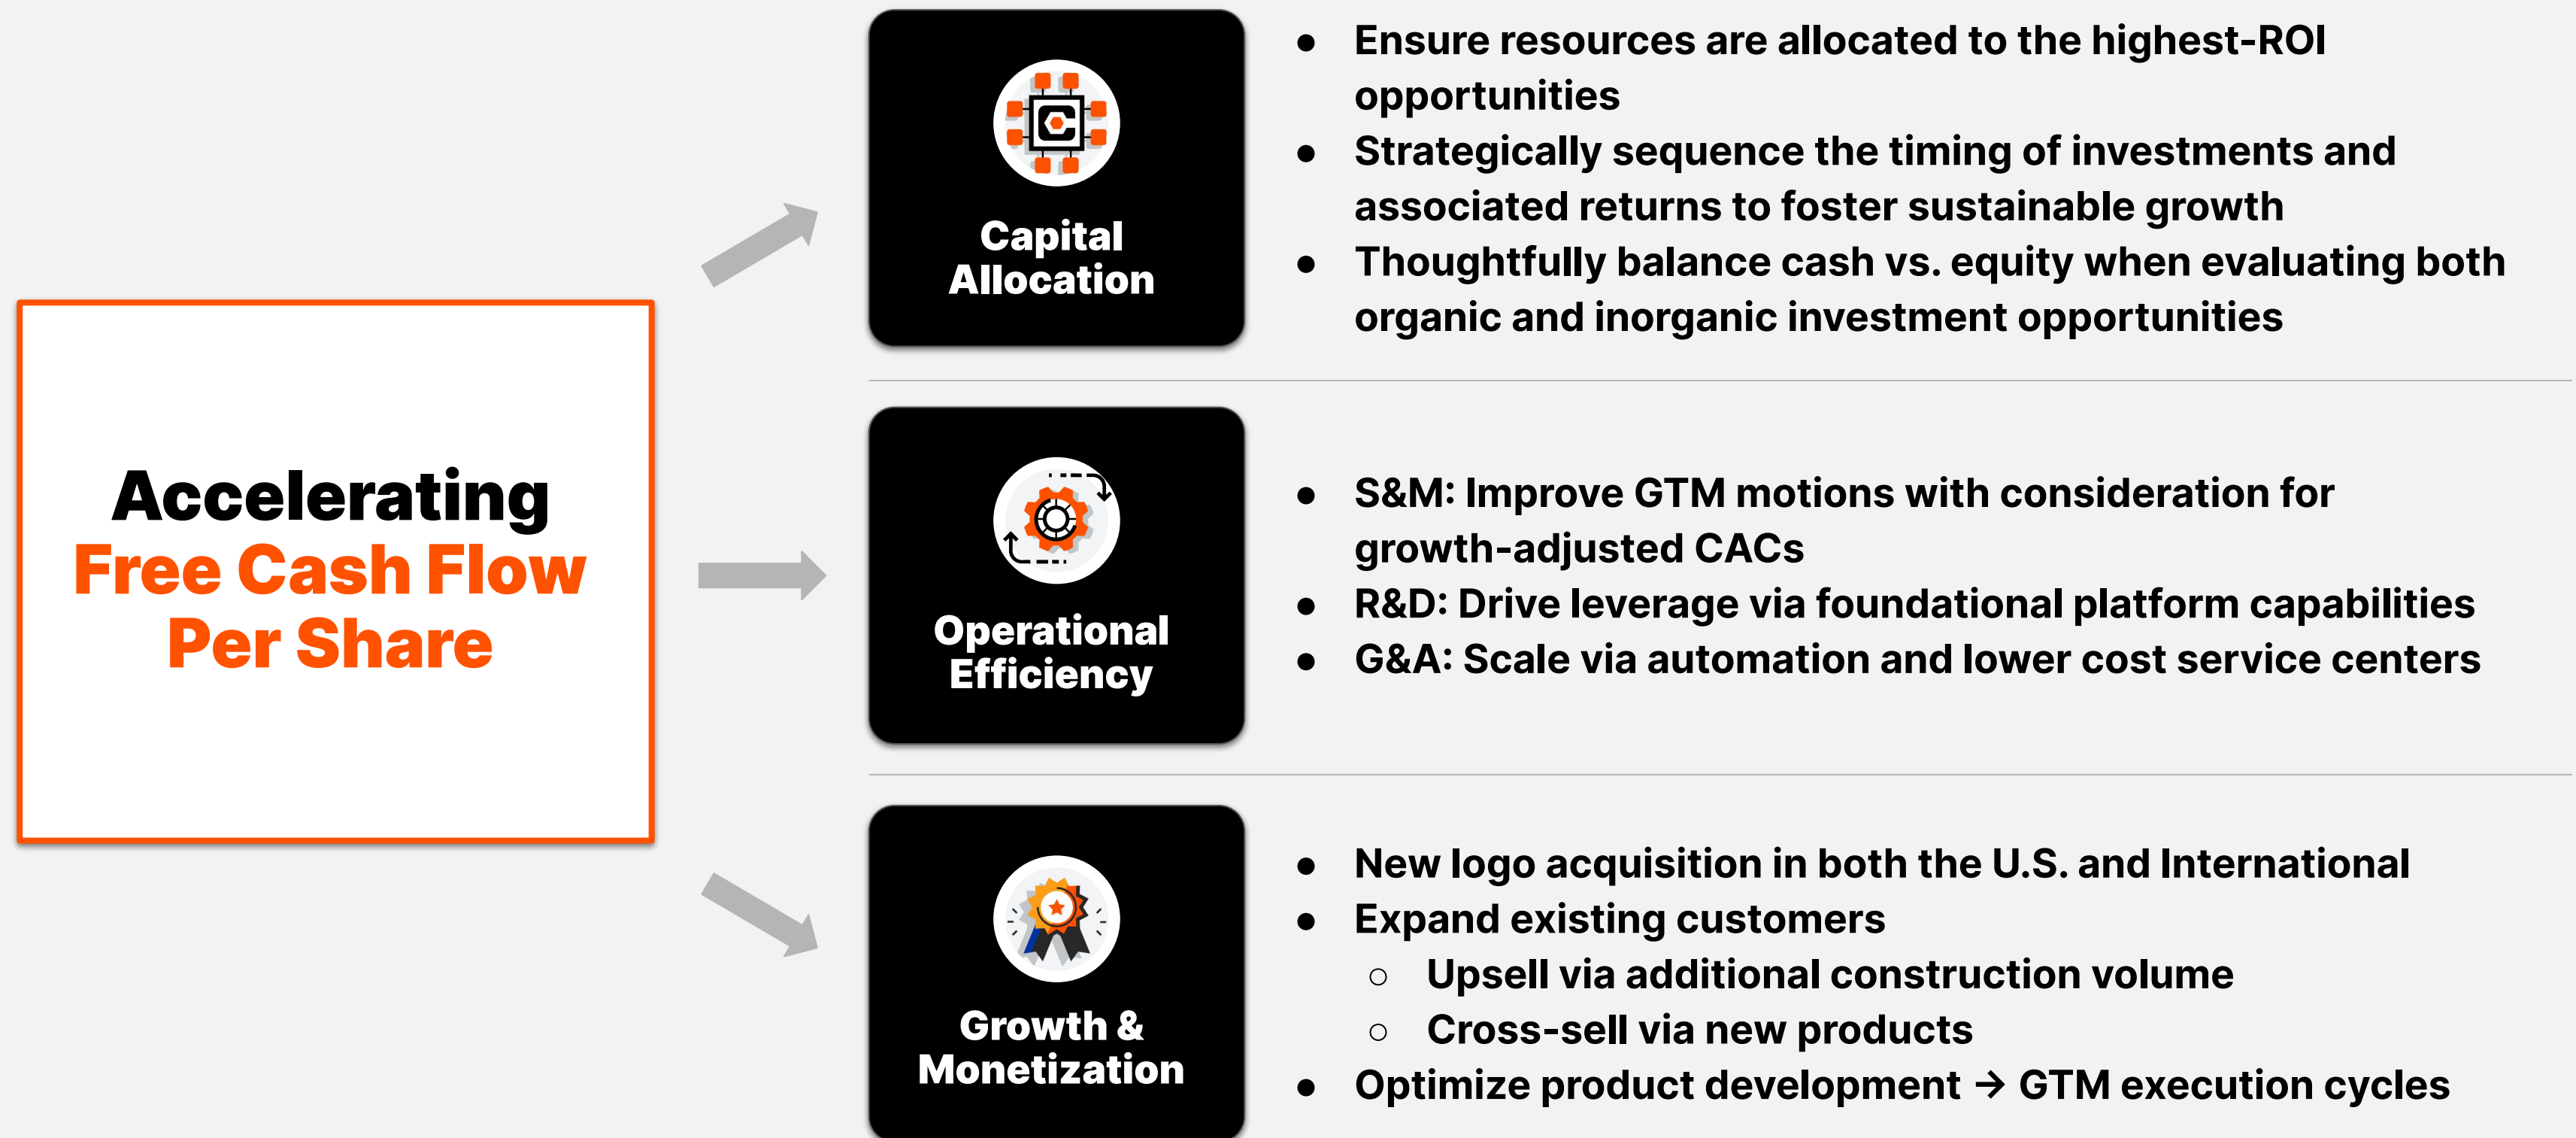 Accelerating
Free Cash Flow
Per Share
Capital
Allocation
● Ensure resources are allocated to the highest-ROI
opportunities
● Strategically sequence the timing of investments and
associated returns to foster sustainable growth
● Thoughtfully balance cash vs. equity when evaluating both
organic and inorganic investment opportunities
Operational
Efficiency
● S&M: Improve GTM motions with consideration for
growth-adjusted CACs
● R&D: Drive leverage via foundational platform capabilities
● G&A: Scale via automation and lower cost service centers
Growth &
Monetization
● New logo acquisition in both the U.S. and International
● Expand existing customers
○ Upsell via additional construction volume
○ Cross-sell via new products
● Optimize product development → GTM execution cycles